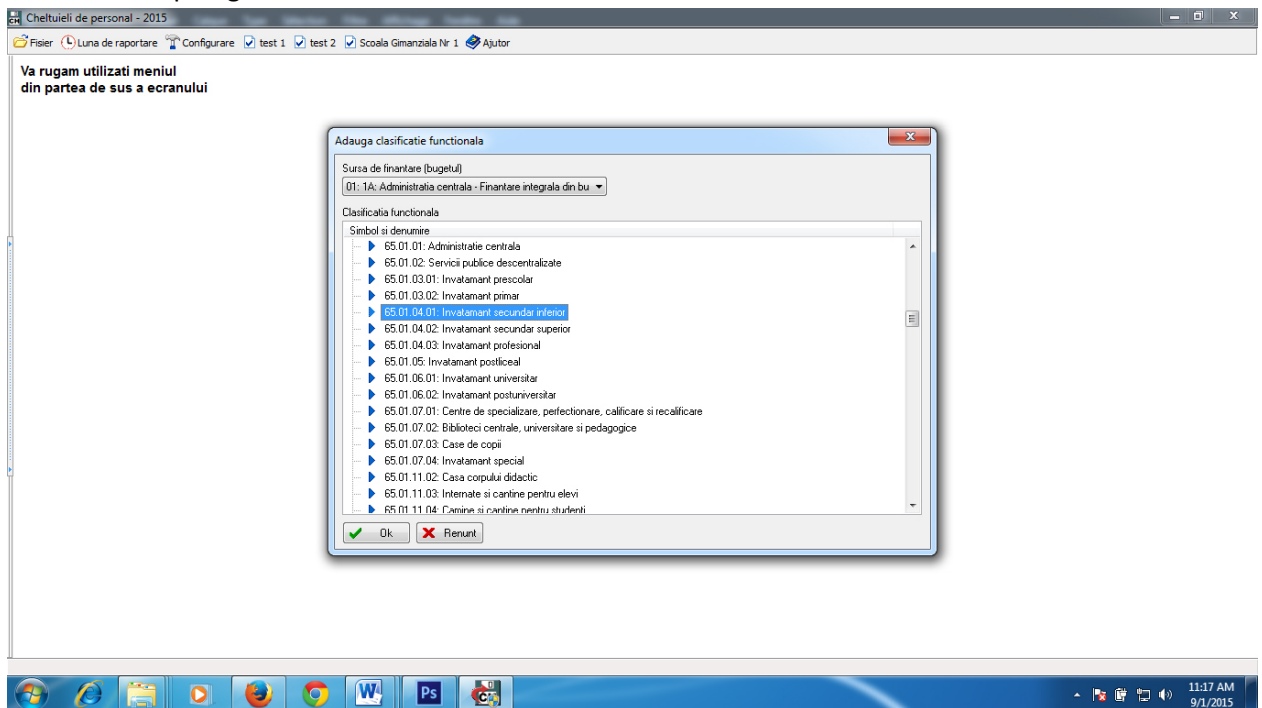 Cheltuieli de personal - 2015
Fisier Luna de raportare Configurare test 1 test 2 Scoala Gimanziala Nr 1 Ajutor
Va rugam utilizati meniul
din partea de sus a ecranului
Adauga clasificatie functionala
Sursa de finantare (bugetul)
01: 1A: Administratia centrala - Finantare integrala din bu
Clasificatia functionala
Simbol si denumire
65.01.01: Administratie centrala
65.01.02: Servicii publice descentralizate
65.01.03.01: Invatamant prescolar
65.01.03.02: Invatamant primar
65.01.04.01: Invatamant secundar inferior
65.01.04.02: Invatamant secundar superior
65.01.04.03: Invatamant profesional
65.01.05: Invatamant postliceal
65.01.06.01: Invatamant universitar
65.01.06.02: Invatamant postuniversitar
65.01.07.01: Centre de specializare, perfectionare, calificare si recalificare
65.01.07.02: Biblioteci centrale, universitare si pedagogice
65.01.07.03: Case de copii
65.01.07.04: Invatamant special
65.01.11.02: Casa corpului didactic
65.01.11.03: Internate si cantine pentru elevi
65.01.11.04: Camine si cantine pentru studenti
Ok Renunt
W Ps
11:17 AM
9/1/2015